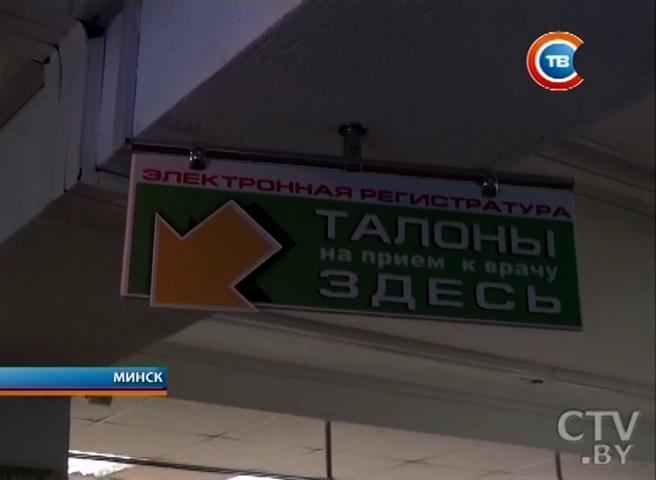 ТВ
ЭЛЕКТРОННАЯ РЕГИСТРАТУРА
ТАЛОНЫ
на прием к врачу
ЗДЕСЬ
МИНСК
CTV
.BY